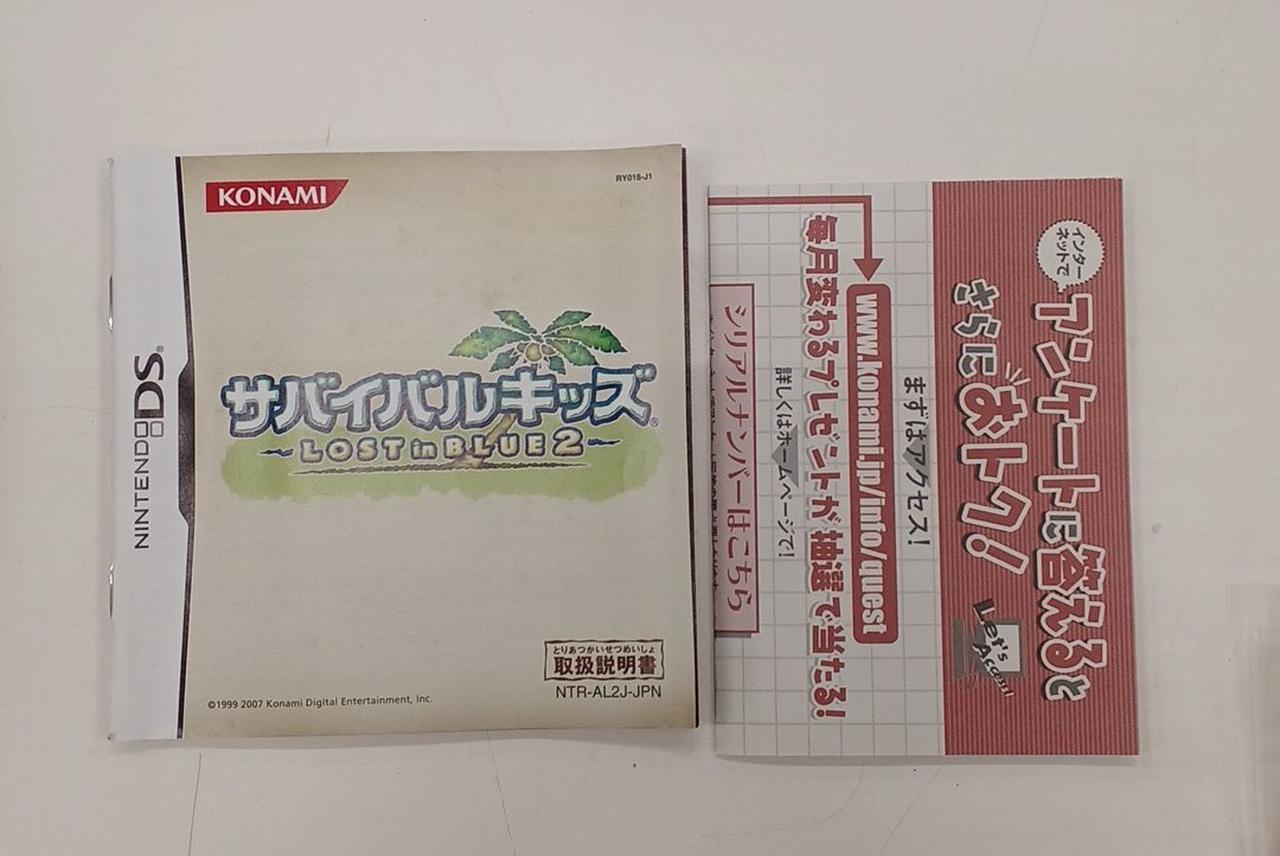 KONAMI
RY018-J1
サバイバルキッズ®
～LOST in BLUE 2～
とりあつかいせつめいしょ
取扱説明書
NTR-AL2J-JPN
©1999 2007 Konami Digital Entertainment, Inc.
NINTENDO DS®
インターネットで
アンケートに答えると
さらにおトク!
Let's Access!
まずはアクセス!
www.konami.jp/info/quest
毎月変わるプレゼントが抽選で当たる!
詳しくはホームページで!
シリアルナンバーはこちら